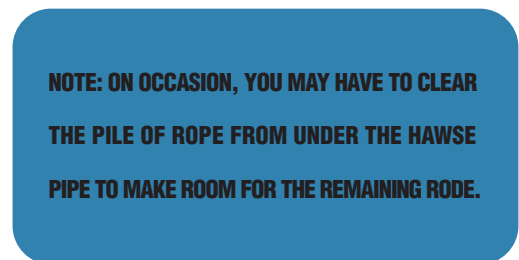 NOTE: ON OCCASION, YOU MAY HAVE TO CLEAR
THE PILE OF ROPE FROM UNDER THE HAWSE
PIPE TO MAKE ROOM FOR THE REMAINING RODE.